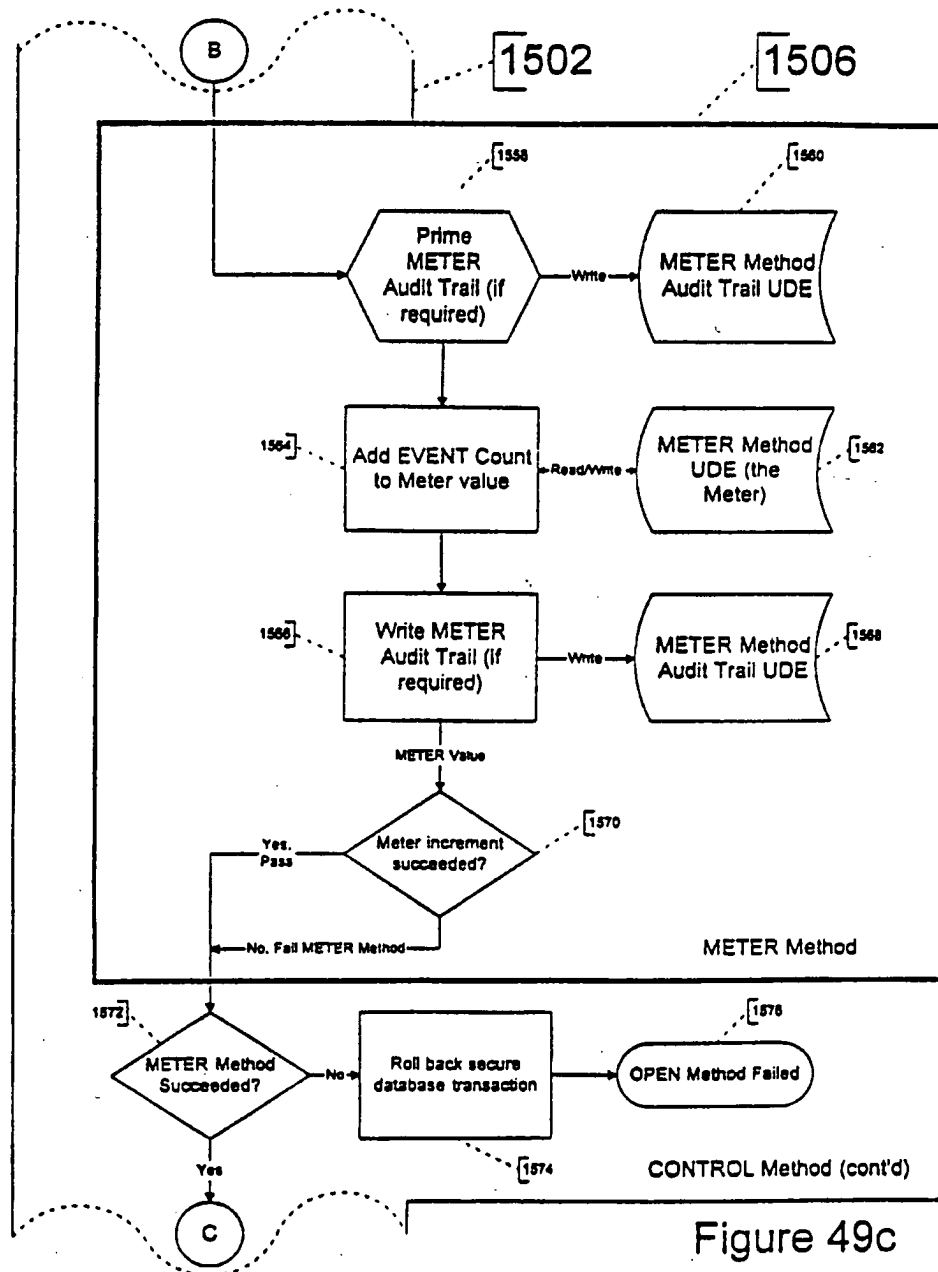 B
1502
1506
1558
1560
Prime
METER
Audit Trail (if
required)
Write
METER Method
Audit Trail UDE
1564
Add EVENT Count
to Meter value
Read/Write
METER Method
UDE (the
Meter)
1562
1566
Write METER
Audit Trail (if
required)
Write
METER Method
Audit Trail UDE
1568
METER Value
Meter increment
succeeded?
1570
Yes,
Pass
No, Fail METER Method
METER Method
1572
METER Method
Succeeded?
No
Roll back secure
database transaction
1576
OPEN Method Failed
Yes
1574
CONTROL Method (cont'd)
C
Figure 49c